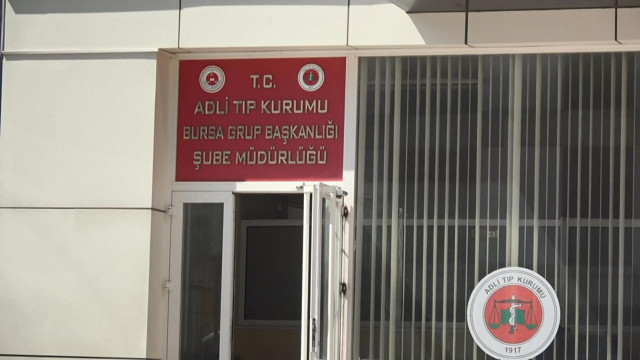 T.C.
ADLİ TIP KURUMU
BURSA GRUP BAŞKANLIĞI
ŞUBE MÜDÜRLÜĞÜ
ADLİ TIP KURUMU
1917